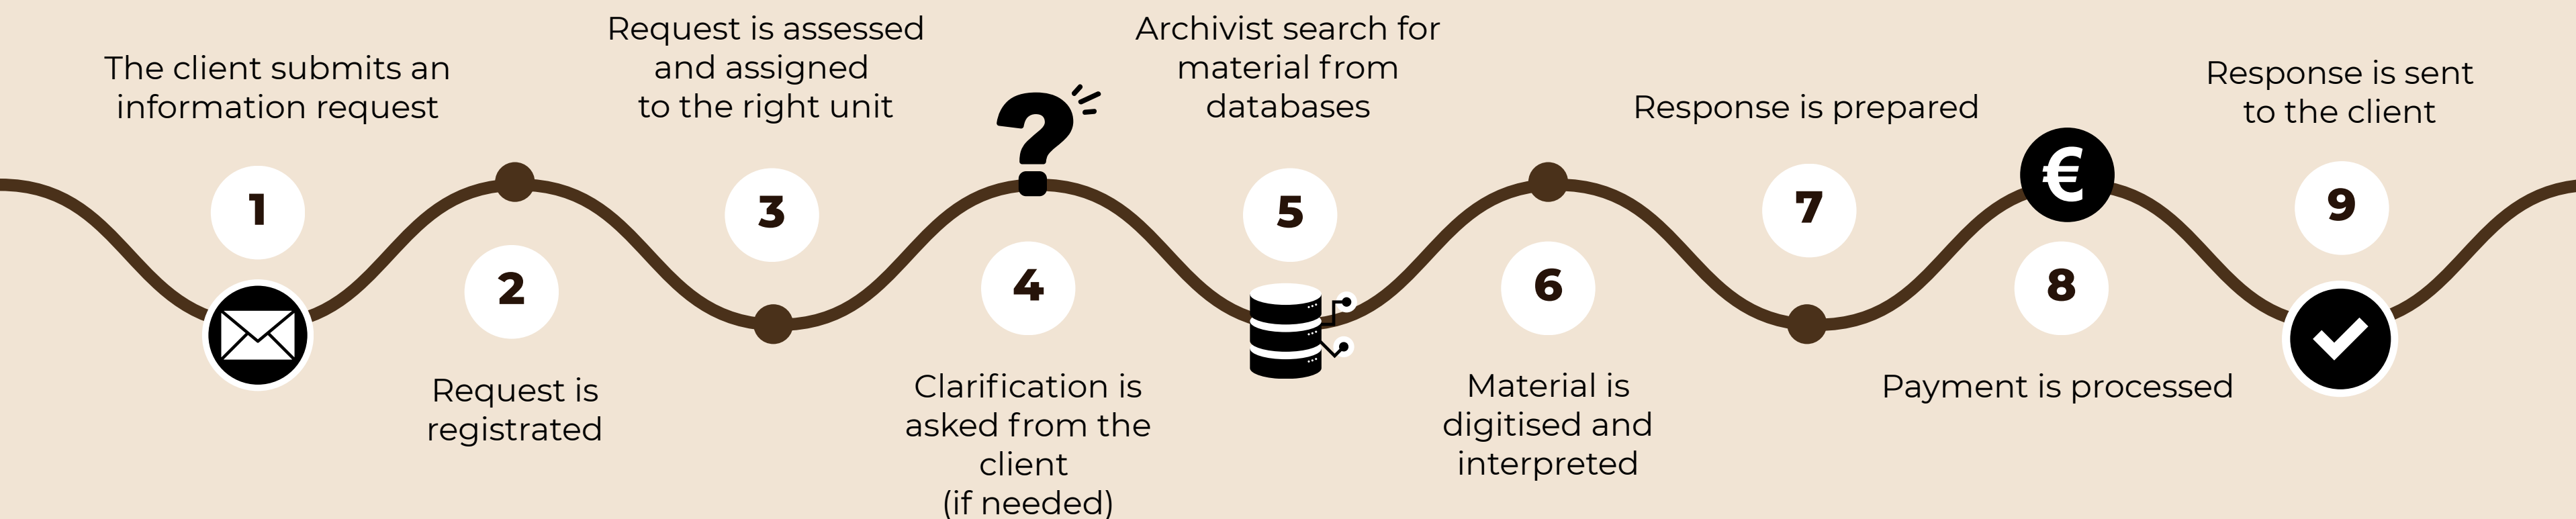 The client submits an
information request
1
2
Request is
registrated
Request is assessed
and assigned
to the right unit
3
?
4
Clarification is
asked from the
client
(if needed)
Archivist search for
material from
databases
5
6
Material is
digitised and
interpreted
Response is prepared
7
€
8
Payment is processed
Response is sent
to the client
9